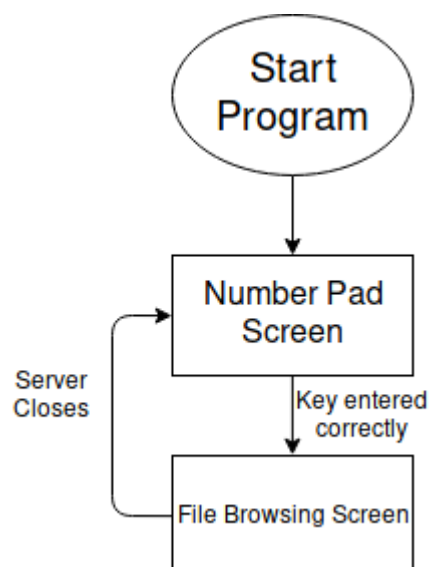 Start
Program
Number Pad
Screen
Server
Closes
Key entered
correctly
File Browsing Screen